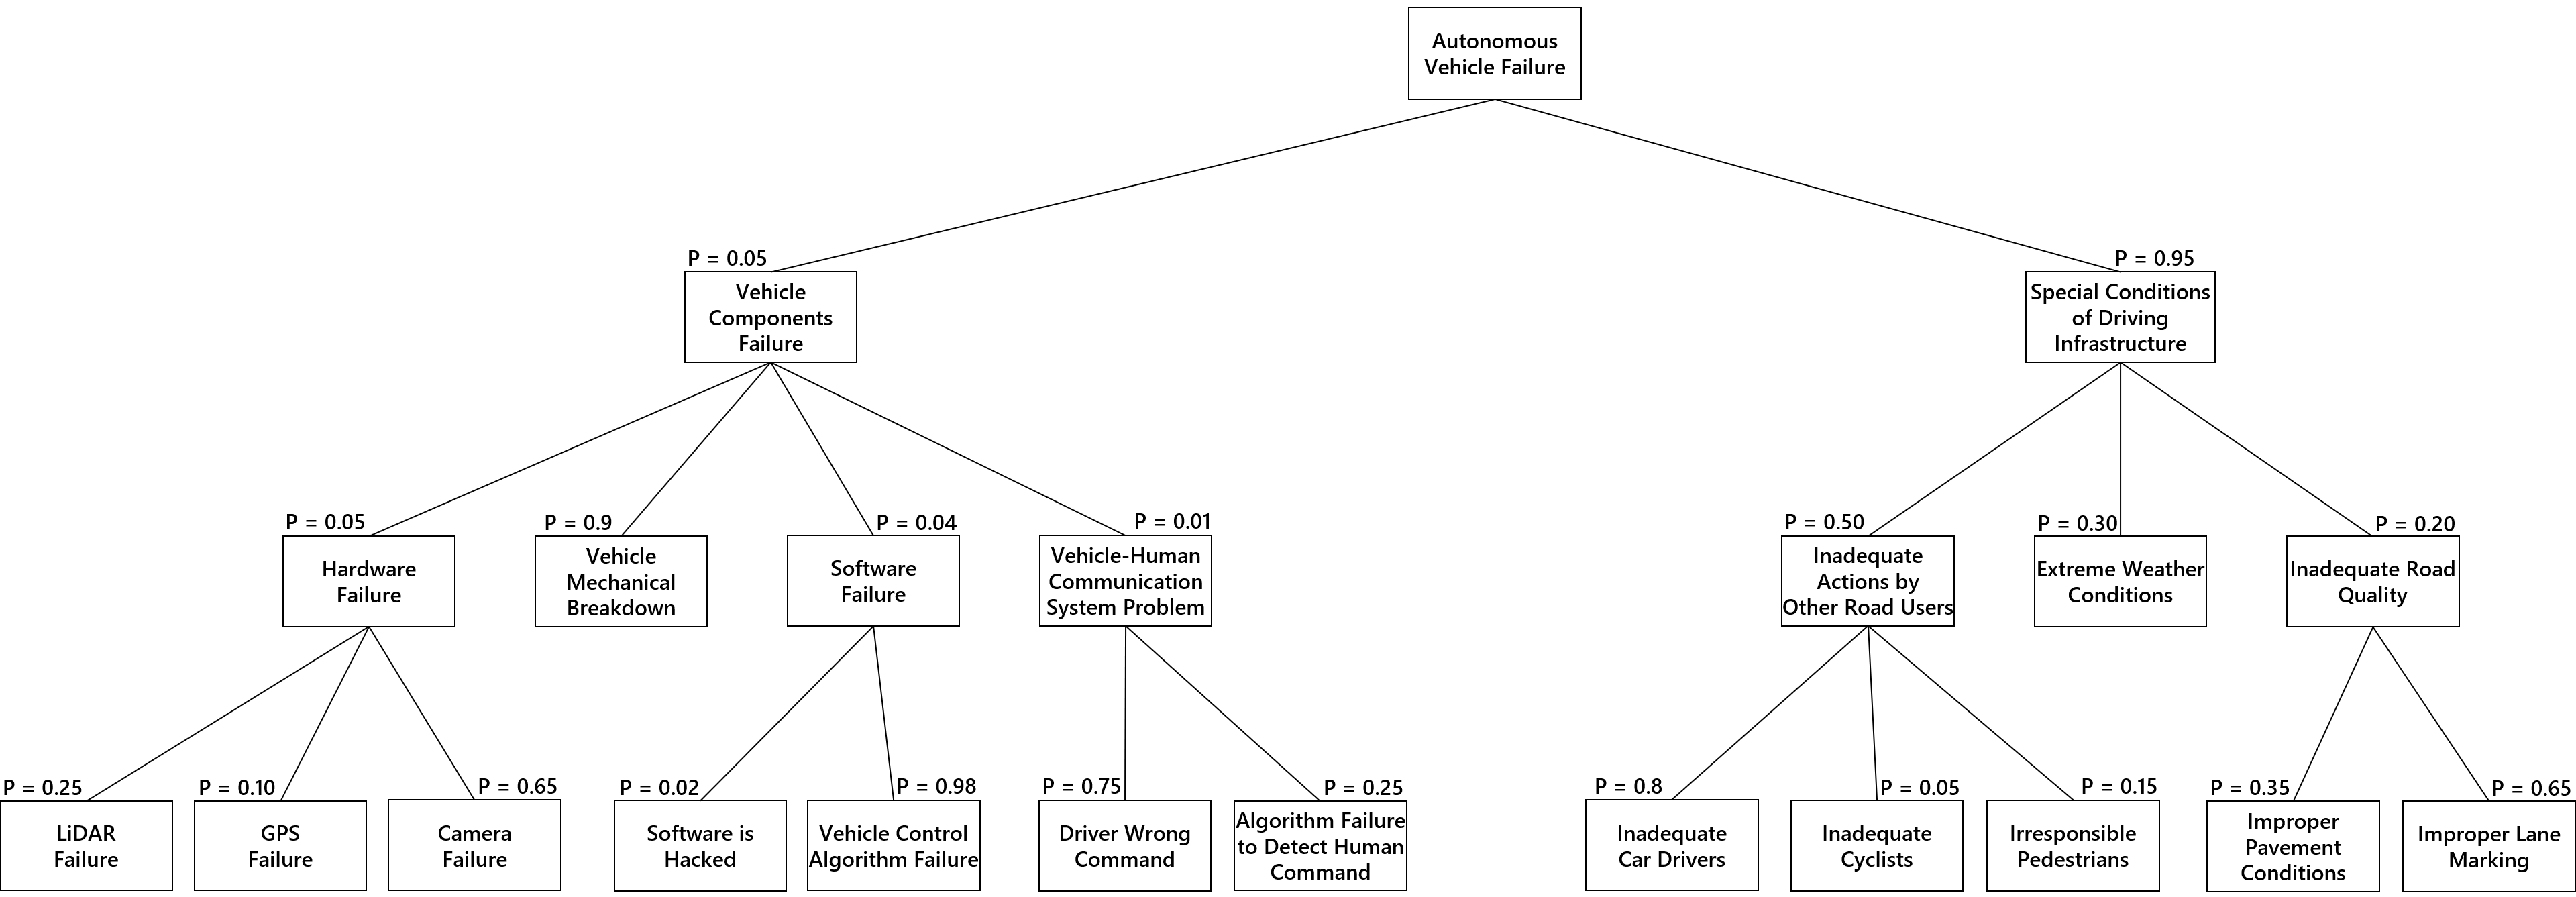 Autonomous
Vehicle Failure
P = 0.05
Vehicle
Components
Failure
P = 0.95
Special Conditions
of Driving
Infrastructure
P = 0.05
Hardware
Failure
P = 0.9
Vehicle
Mechanical
Breakdown
P = 0.04
Software
Failure
P = 0.01
Vehicle-Human
Communication
System Problem
P = 0.50
Inadequate
Actions by
Other Road Users
P = 0.30
Extreme Weather
Conditions
P = 0.20
Inadequate Road
Quality
P = 0.25
LiDAR
Failure
P = 0.10
GPS
Failure
P = 0.65
Camera
Failure
P = 0.02
Software is
Hacked
P = 0.98
Vehicle Control
Algorithm Failure
P = 0.75
Driver Wrong
Command
P = 0.25
Algorithm Failure
to Detect Human
Command
P = 0.8
Inadequate
Car Drivers
P = 0.05
Inadequate
Cyclists
P = 0.15
Irresponsible
Pedestrians
P = 0.35
Improper
Pavement
Conditions
P = 0.65
Improper Lane
Marking